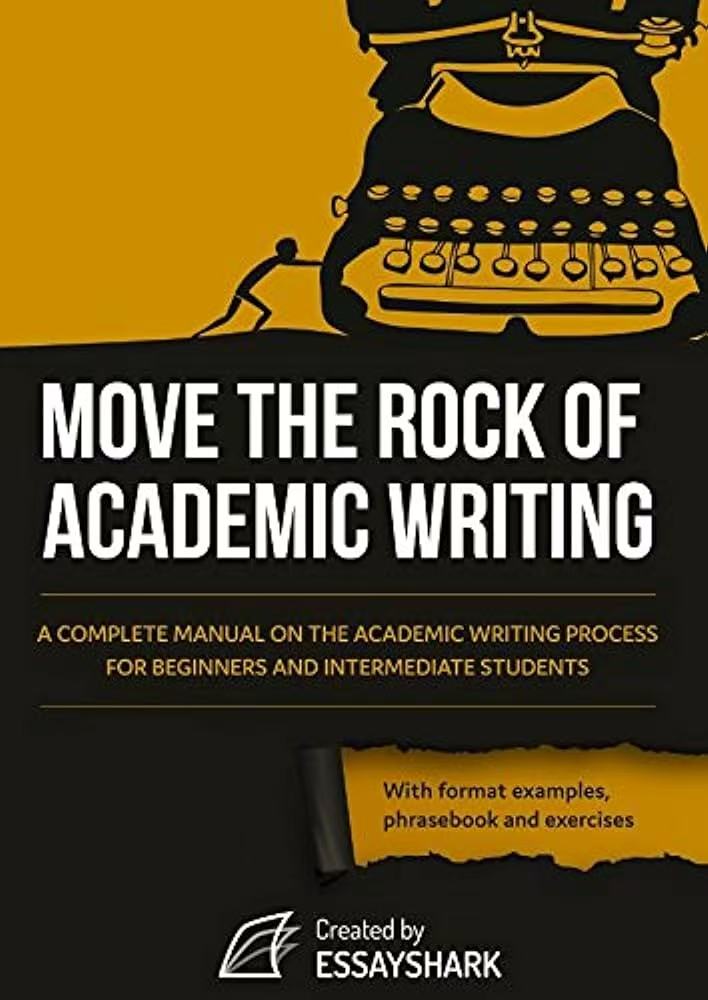 MOVE THE ROCK OF
ACADEMIC WRITING
A COMPLETE MANUAL ON THE ACADEMIC WRITING PROCESS
FOR BEGINNERS AND INTERMEDIATE STUDENTS
With format examples,
phrasebook and exercises
Created by
ESSAYSHARK